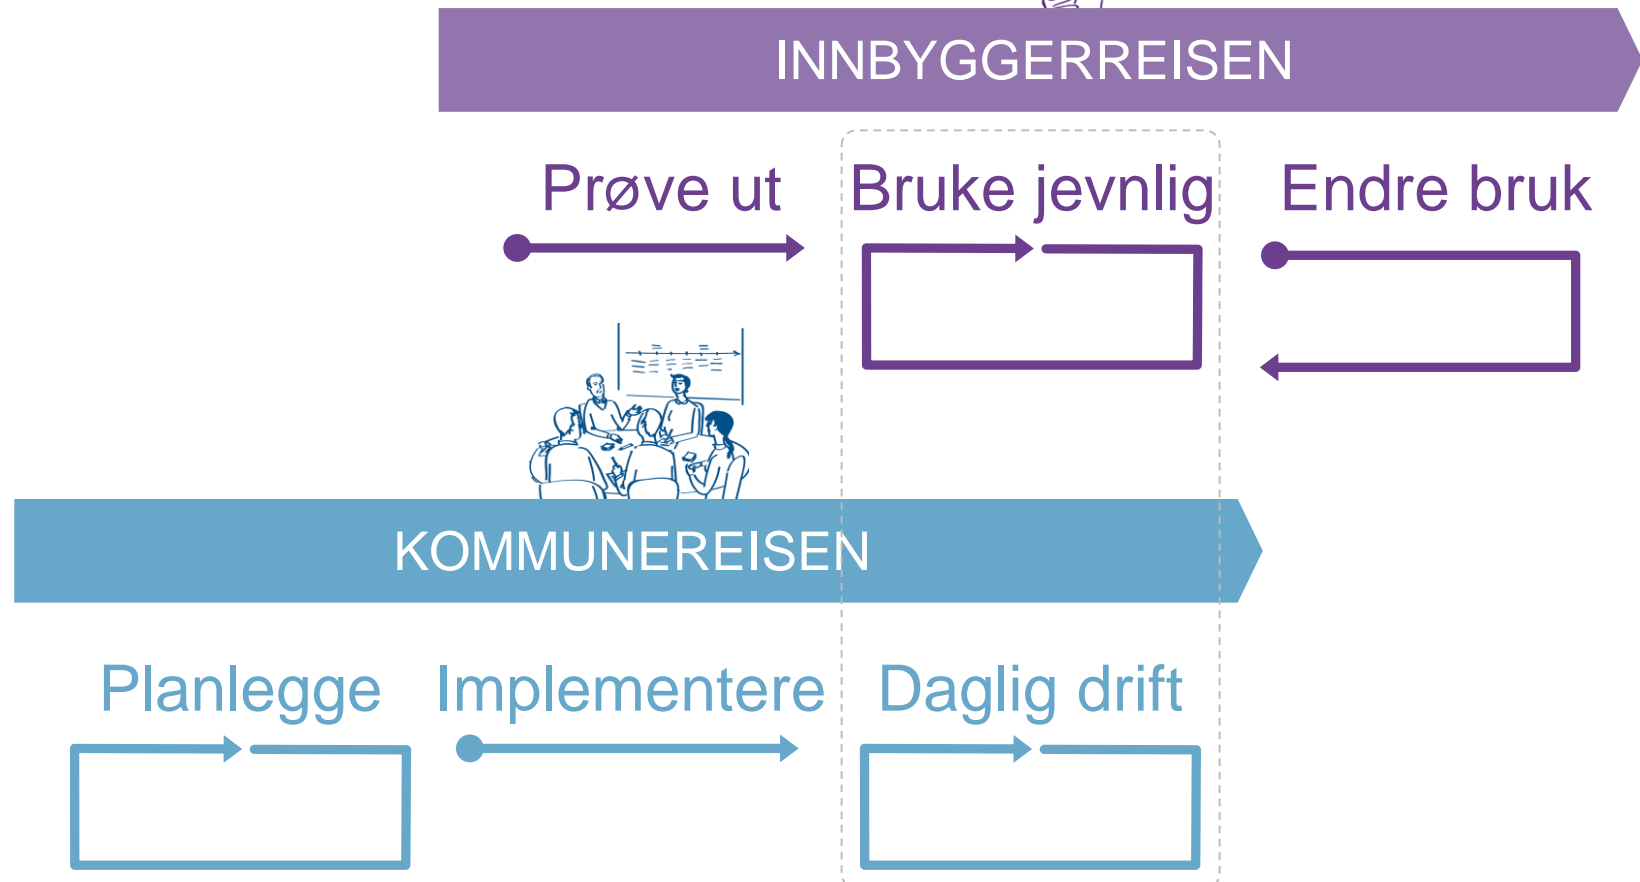 INNBYGGERREISEN
Prøve ut
Bruke jevnlig
Endre bruk
KOMMUNEREISEN
Planlegge
Implementere
Daglig drift